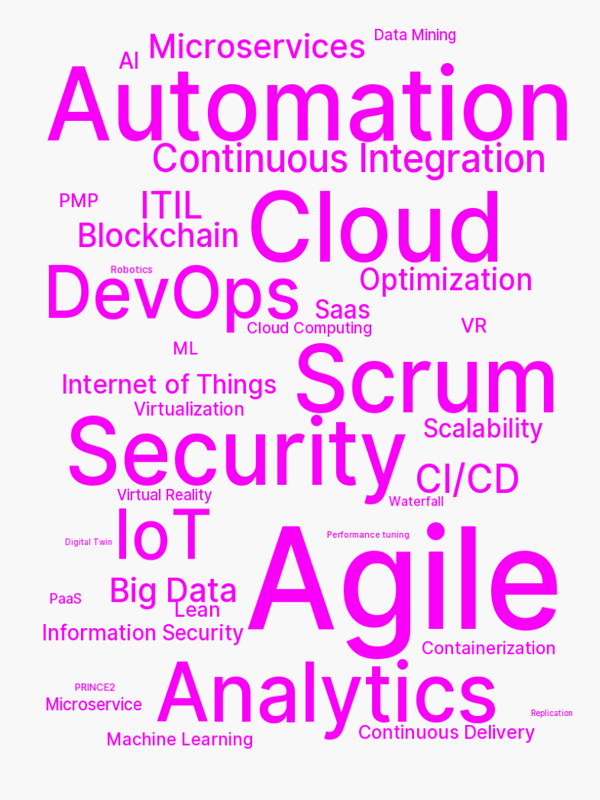 Data Mining
Microservices
AI
Automation
Continuous Integration
PMP
ITIL
Cloud
Blockchain
Robotics
Optimization
DevOps
Saas
Cloud Computing
VR
ML
Scrum
Internet of Things
Virtualization
Scalability
Security
CI/CD
Virtual Reality
Waterfall
IoT
Performance tuning
Digital Twin
Agile
Big Data
PaaS
Lean
Information Security
Containerization
PRINCE2
Analytics
Microservice
Replication
Continuous Delivery
Machine Learning